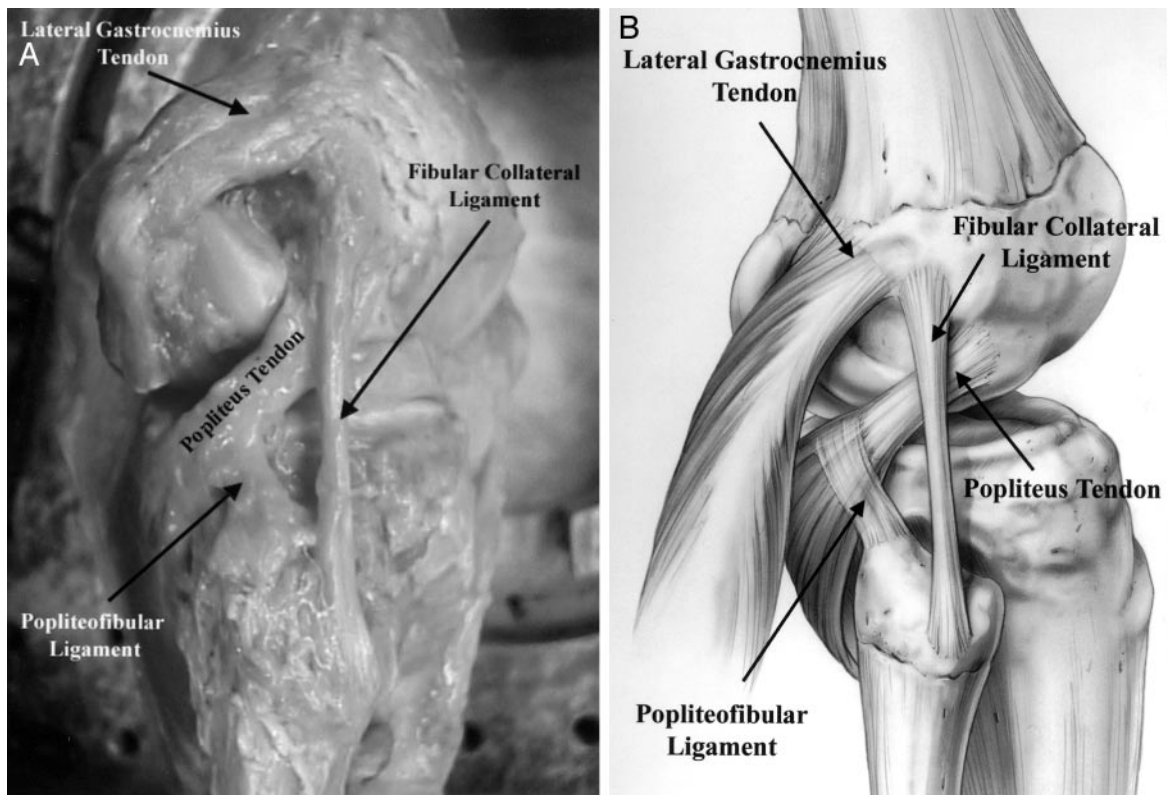 A
Lateral Gastrocnemius
Tendon
Fibular Collateral
Ligament
Popliteus Tendon
Popliteofibular
Ligament
B
Lateral Gastrocnemius
Tendon
Fibular Collateral
Ligament
Popliteus Tendon
Popliteofibular
Ligament